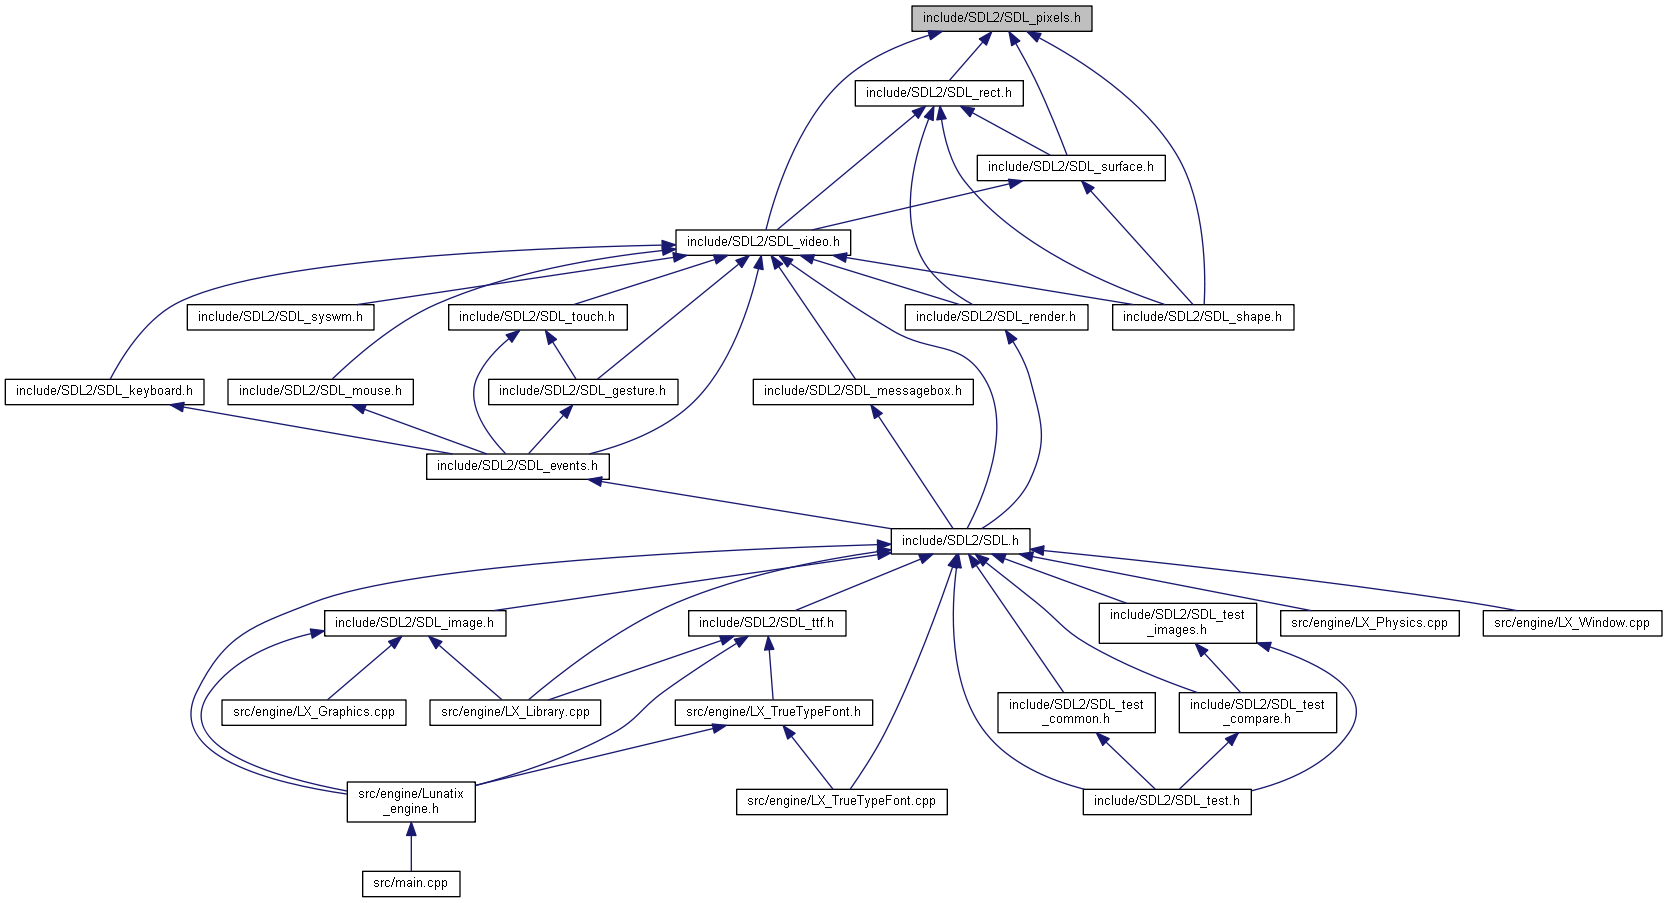 include/SDL2/SDL_pixels.h
include/SDL2/SDL_rect.h
include/SDL2/SDL_surface.h
include/SDL2/SDL_video.h
include/SDL2/SDL_syswm.h
include/SDL2/SDL_touch.h
include/SDL2/SDL_render.h
include/SDL2/SDL_shape.h
include/SDL2/SDL_keyboard.h
include/SDL2/SDL_mouse.h
include/SDL2/SDL_gesture.h
include/SDL2/SDL_messagebox.h
include/SDL2/SDL_events.h
include/SDL2/SDL.h
include/SDL2/SDL_image.h
include/SDL2/SDL_ttf.h
include/SDL2/SDL_test
_images.h
src/engine/LX_Physics.cpp
src/engine/LX_Window.cpp
src/engine/LX_Graphics.cpp
src/engine/LX_Library.cpp
src/engine/LX_TrueTypeFont.h
include/SDL2/SDL_test
_common.h
include/SDL2/SDL_test
_compare.h
src/engine/Lunatix
_engine.h
src/engine/LX_TrueTypeFont.cpp
include/SDL2/SDL_test.h
src/main.cpp